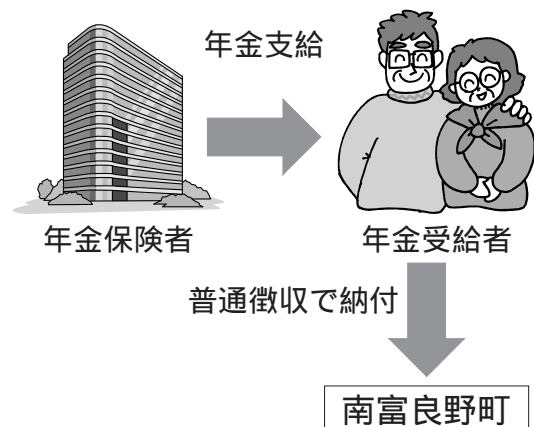 年金支給
年金保険者
年金受給者
普通徴収で納付
南富良野町